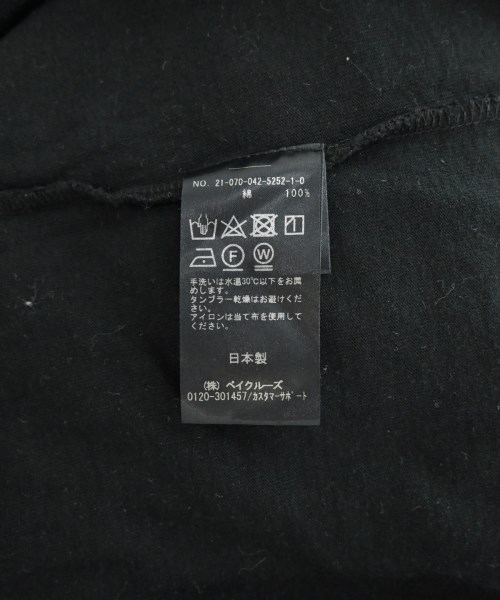 NO. 21-070-042-5252-1-0
綿 100%
F W
手洗いは水温30℃以下をお薦
めします。
タンブラー乾燥はお避けくだ
さい。
アイロンは当て布を使用して
ください。
日本製
(株) ベイクルーズ
0120-301457/カスタマーサポート